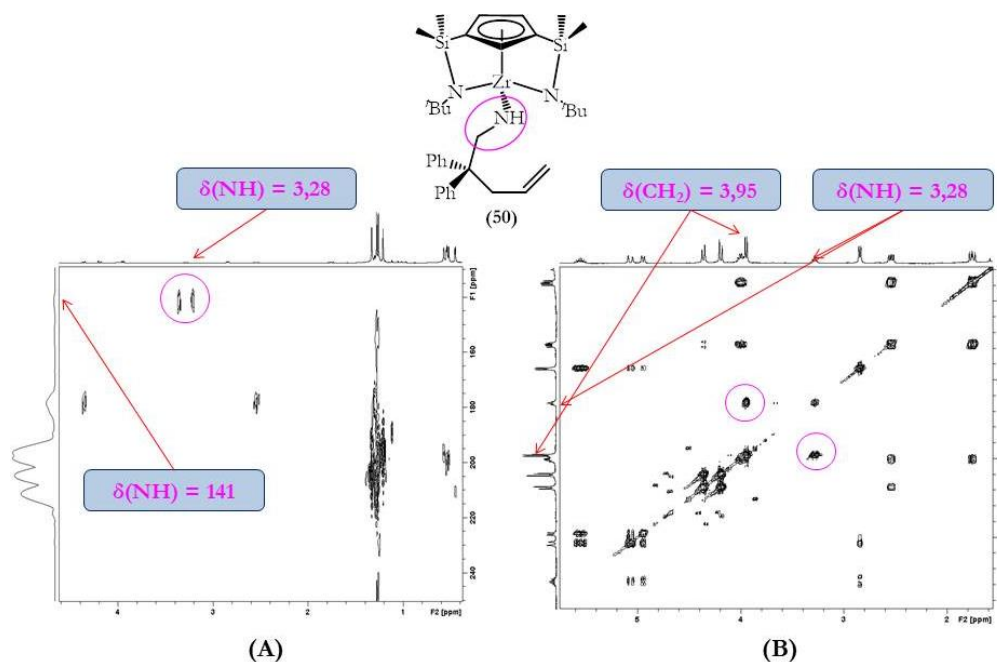 Si
Si
Zr
N
N
ᵗBu
NH
ᵗBu
Ph
Ph
(50)
δ(NH) = 3,28
δ(CH₂) = 3,95
δ(NH) = 3,28
δ(NH) = 141
F1 [ppm]
160
180
200
220
240
4
3
2
1
F2 [ppm]
5
4
3
2
F2 [ppm]
(A)
(B)